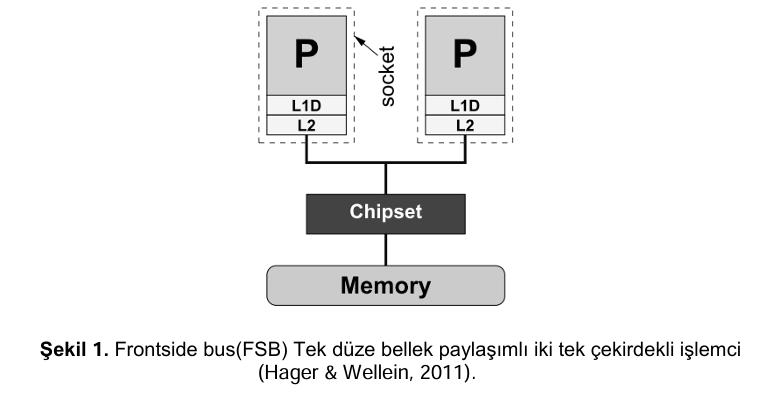 P
P
socket
L1D
L1D
L2
L2
Chipset
Memory
Şekil 1. Frontside bus(FSB) Tek düze bellek paylaşımlı iki tek çekirdekli işlemci
(Hager & Wellein, 2011).